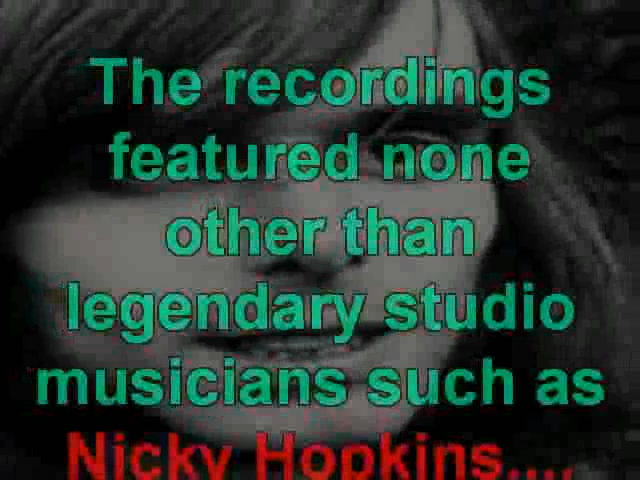 The recordings
featured none
other than
legendary studio
musicians such as
Nicky Hopkins....